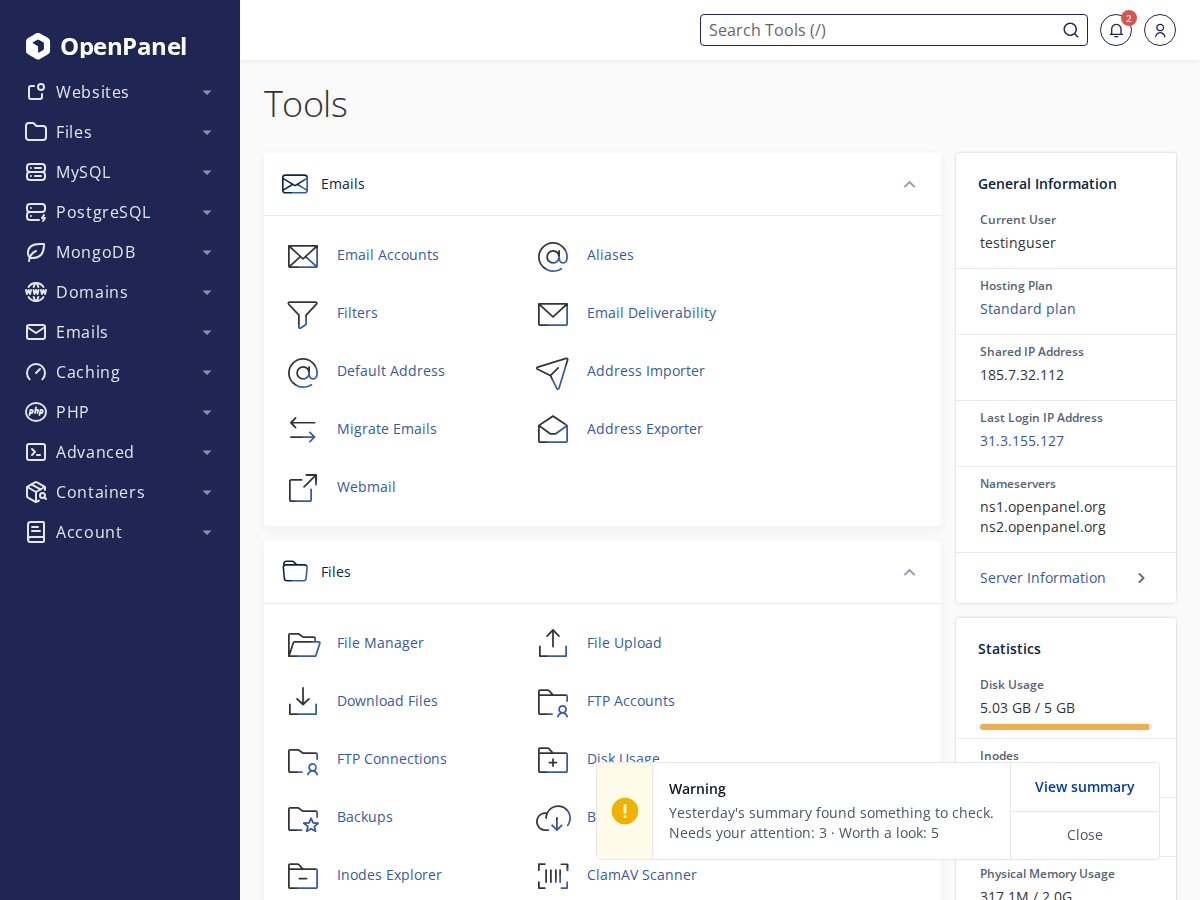 OpenPanel
Search Tools (/)
2
Websites
Files
MySQL
PostgreSQL
MongoDB
Domains
Emails
Caching
PHP
Advanced
Containers
Account
Tools
Emails
Email Accounts
Aliases
Filters
Email Deliverability
Default Address
Address Importer
Migrate Emails
Address Exporter
Webmail
Files
File Manager
File Upload
Download Files
FTP Accounts
FTP Connections
Disk Usage
Backups
B
Inodes Explorer
ClamAV Scanner
General Information
Current User
testinguser
Hosting Plan
Standard plan
Shared IP Address
185.7.32.112
Last Login IP Address
31.3.155.127
Nameservers
ns1.openpanel.org
ns2.openpanel.org
Server Information
Statistics
Disk Usage
5.03 GB / 5 GB
Inodes
Physical Memory Usage
317.1M / 2.0G
Warning
Yesterday's summary found something to check.
Needs your attention: 3 · Worth a look: 5
View summary
Close